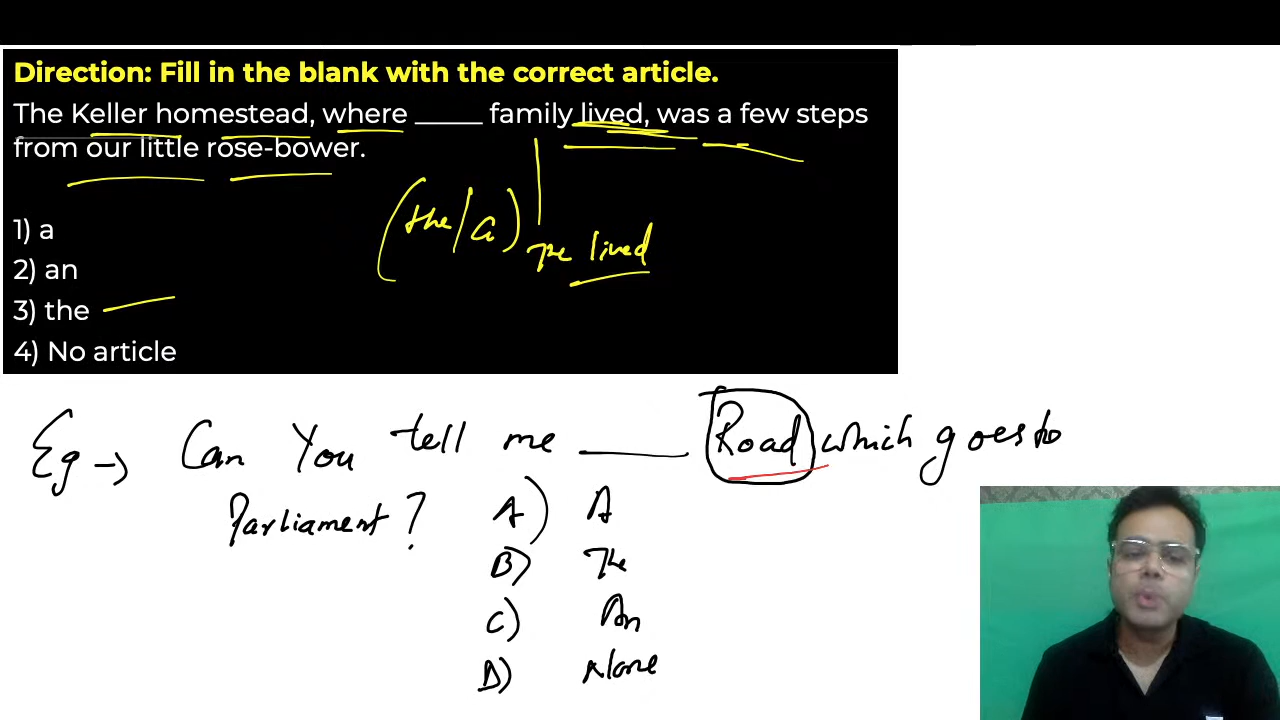 Direction: Fill in the blank with the correct article.
The Keller homestead, where _____ family lived, was a few steps
from our little rose-bower.
(the/a)
The lived
1) a
2) an
3) the
4) No article
Eg → Can You tell me _____ Road which goes to
Parliament?
A) A
B) The
C) An
D) None